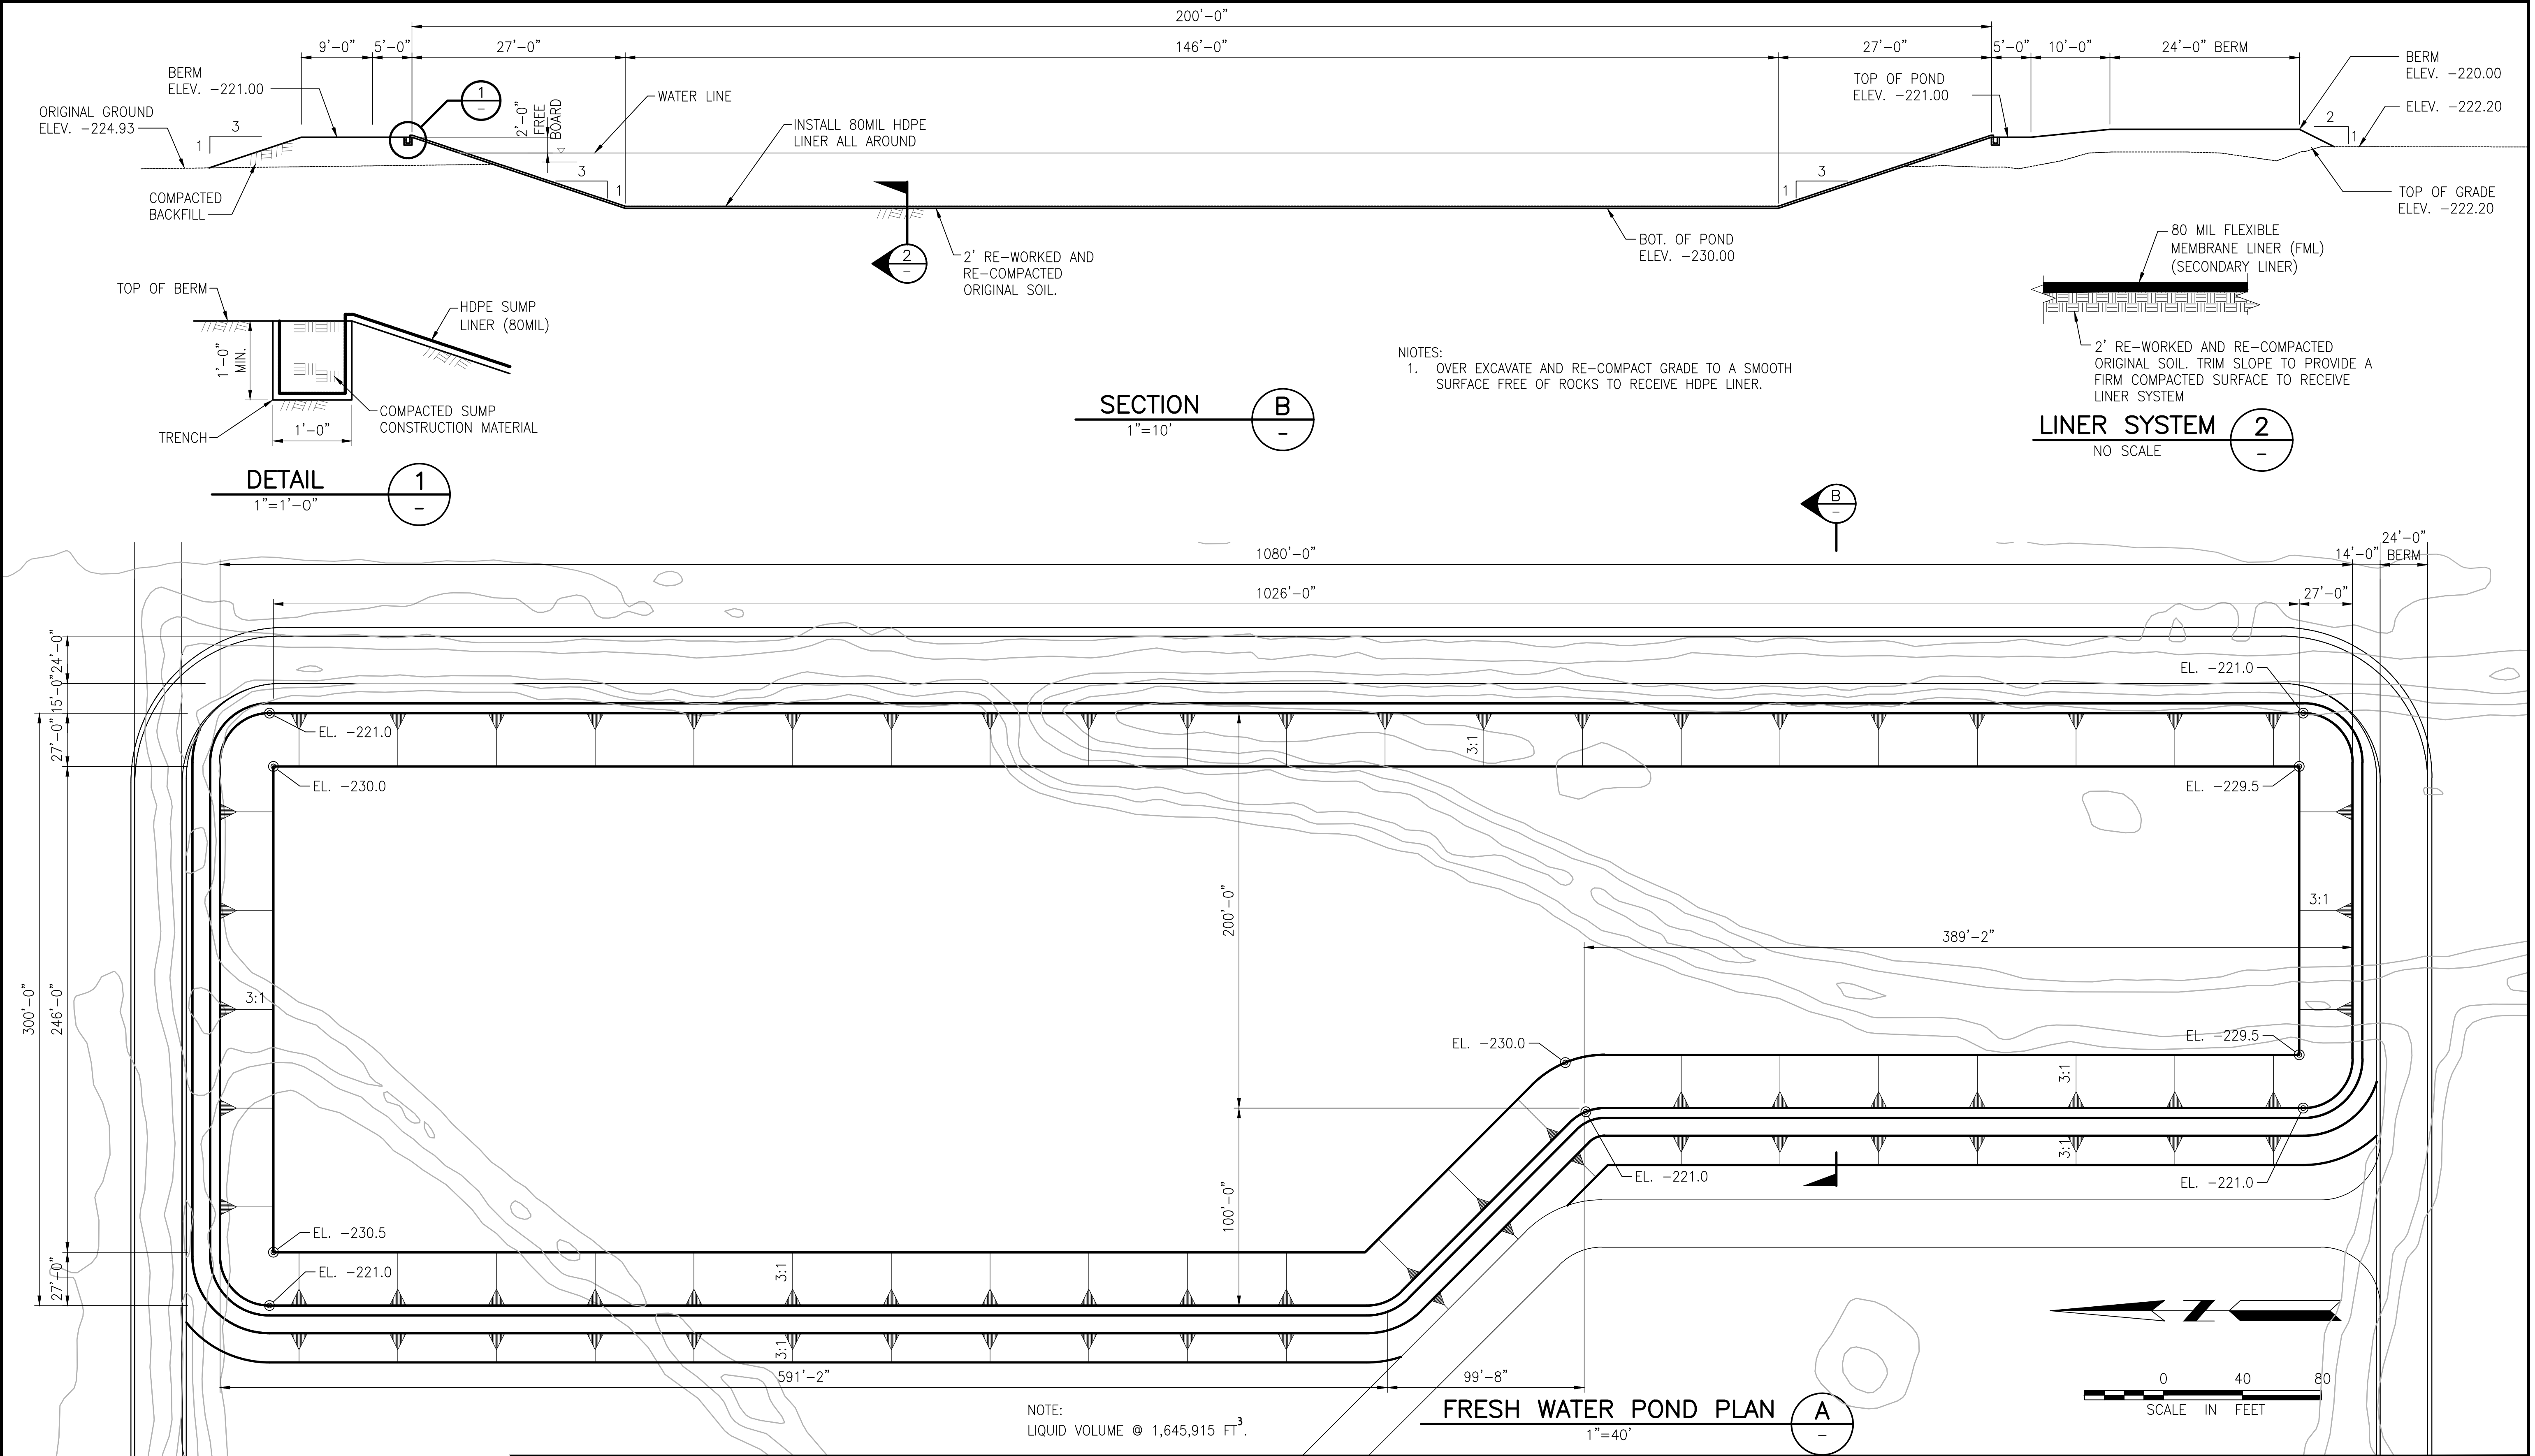 200'-0"
9'-0"
5'-0"
27'-0"
146'-0"
27'-0"
5'-0"
10'-0"
24'-0" BERM
BERM
ELEV. -221.00
ORIGINAL GROUND
ELEV. -224.93
3
1
1
-
2'-0"
FREE
BOARD
WATER LINE
INSTALL 80MIL HDPE
LINER ALL AROUND
TOP OF POND
ELEV. -221.00
BERM
ELEV. -220.00
ELEV. -222.20
2
1
COMPACTED
BACKFILL
3
1
3
1
TOP OF GRADE
ELEV. -222.20
2
-
2' RE-WORKED AND
RE-COMPACTED
ORIGINAL SOIL.
BOT. OF POND
ELEV. -230.00
80 MIL FLEXIBLE
MEMBRANE LINER (FML)
(SECONDARY LINER)
2' RE-WORKED AND RE-COMPACTED
ORIGINAL SOIL. TRIM SLOPE TO PROVIDE A
FIRM COMPACTED SURFACE TO RECEIVE
LINER SYSTEM
LINER SYSTEM
2
-
NO SCALE
TOP OF BERM
HDPE SUMP
LINER (80MIL)
1'-0"
MIN.
COMPACTED SUMP
CONSTRUCTION MATERIAL
TRENCH
1'-0"
DETAIL
1
-
1"=1'-0"
SECTION
B
-
1"=10'
NIOTES:
1. OVER EXCAVATE AND RE-COMPACT GRADE TO A SMOOTH
SURFACE FREE OF ROCKS TO RECEIVE HDPE LINER.
B
-
1080'-0"
14'-0"
24'-0"
BERM
1026'-0"
27'-0"
24'-0"
15'-0"
27'-0"
300'-0"
246'-0"
27'-0"
EL. -221.0
EL. -221.0
3:1
EL. -230.0
EL. -229.5
200'-0"
3:1
389'-2"
3:1
EL. -230.0
EL. -229.5
3:1
3:1
EL. -221.0
EL. -221.0
100'-0"
EL. -230.5
EL. -221.0
3:1
3:1
591'-2"
99'-8"
NOTE:
LIQUID VOLUME @ 1,645,915 FT³.
FRESH WATER POND PLAN
A
-
1"=40'
0 40 80
SCALE IN FEET